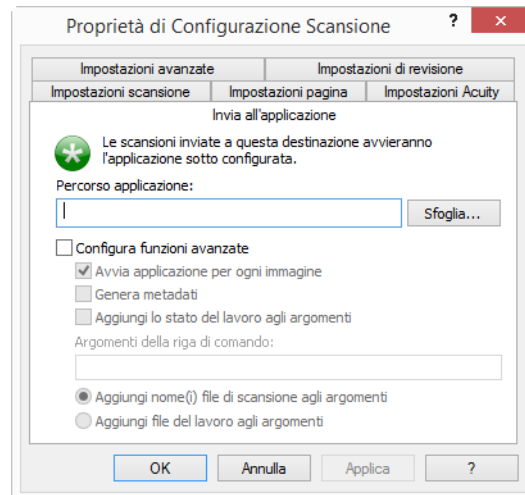 Proprietà di Configurazione Scansione ? ×
Impostazioni avanzate Impostazioni di revisione
Impostazioni scansione Impostazioni pagina Impostazioni Acuity
Invia all'applicazione
Le scansioni inviate a questa destinazione avvieranno
l'applicazione sotto configurata.
Percorso applicazione:
Sfoglia...
Configura funzioni avanzate
Avvia applicazione per ogni immagine
Genera metadati
Aggiungi lo stato del lavoro agli argomenti
Argomenti della riga di comando:
Aggiungi nome(i) file di scansione agli argomenti
Aggiungi file del lavoro agli argomenti
OK Annulla Applica ?